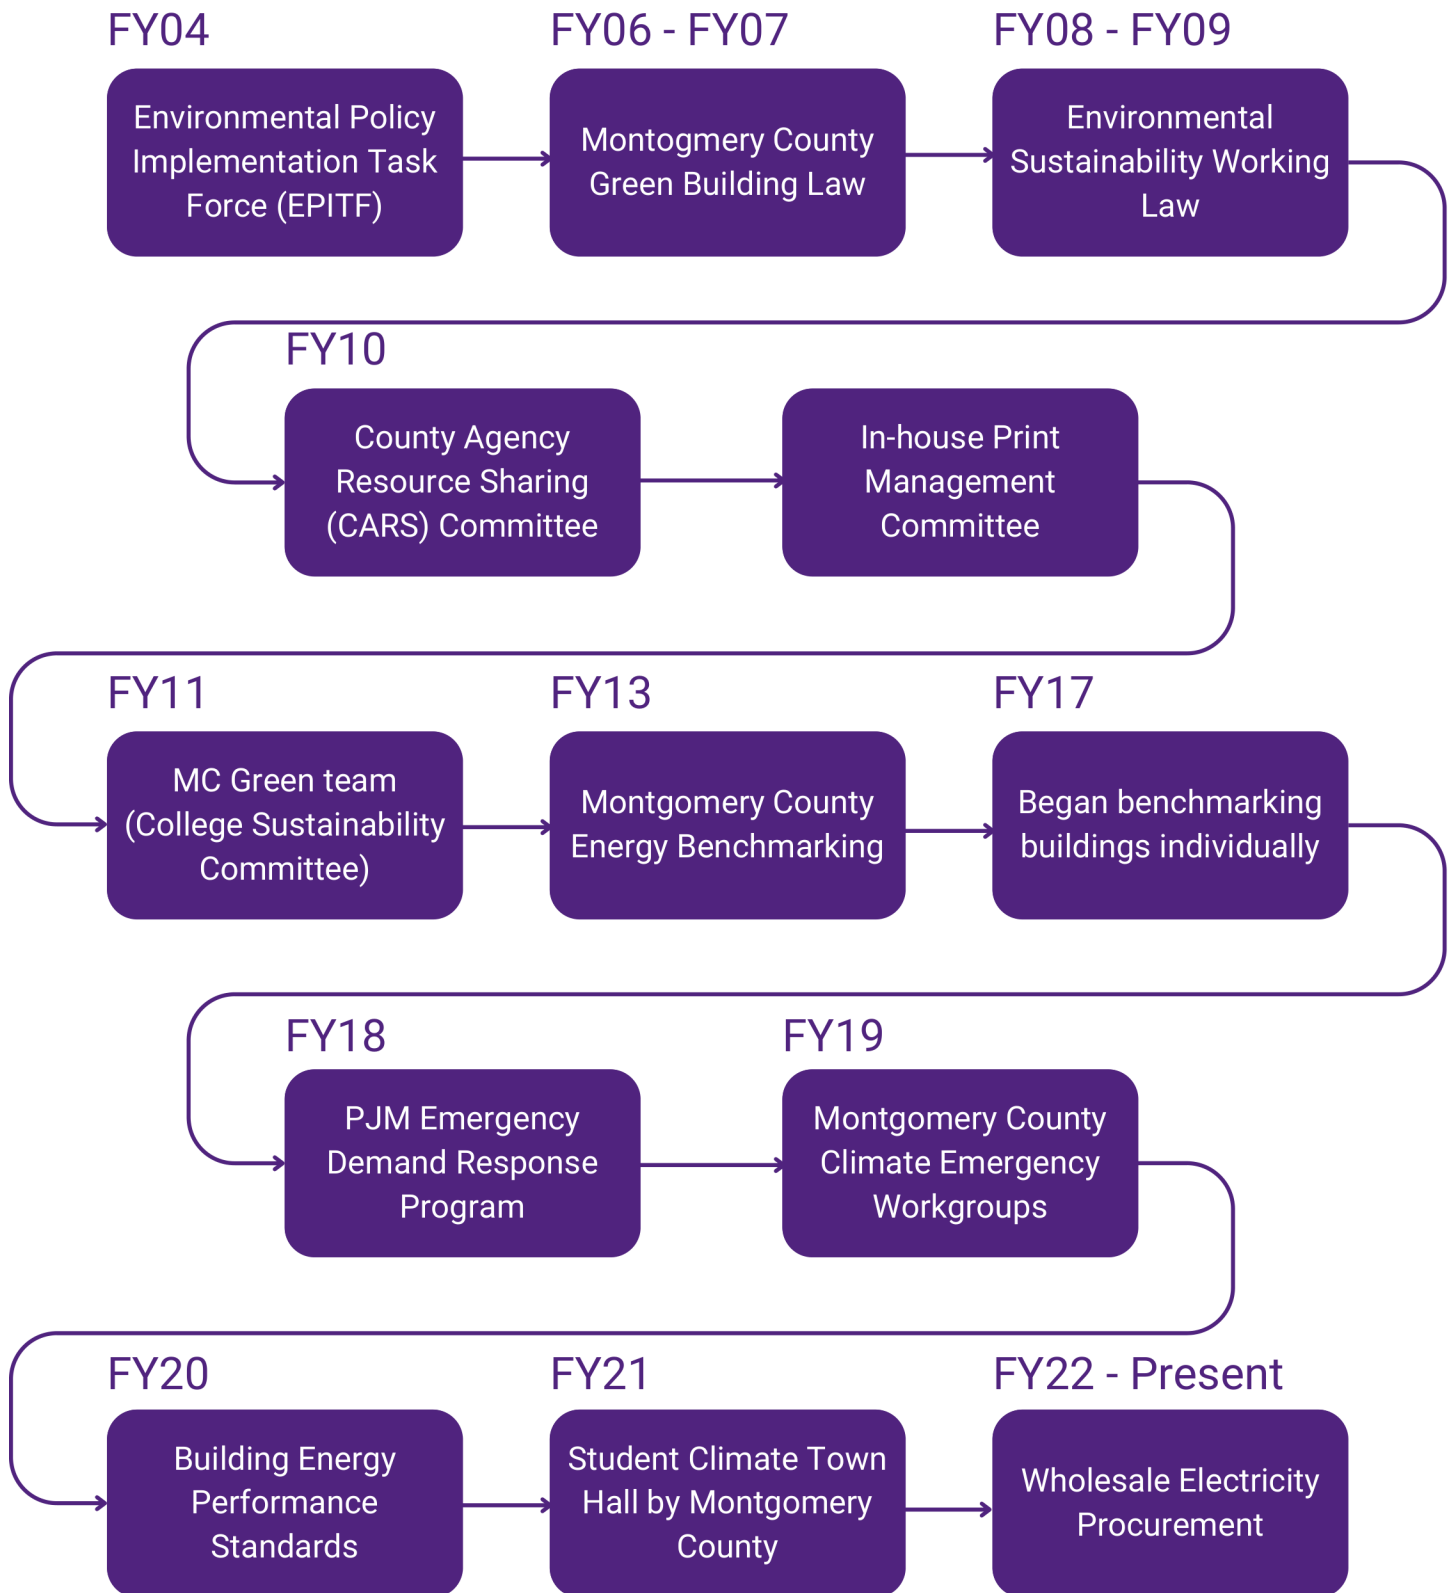 FY04
Environmental Policy
Implementation Task
Force (EPITF)
FY06 - FY07
Montogmery County
Green Building Law
FY08 - FY09
Environmental
Sustainability Working
Law
FY10
County Agency
Resource Sharing
(CARS) Committee
In-house Print
Management
Committee
FY11
MC Green team
(College Sustainability
Committee)
FY13
Montgomery County
Energy Benchmarking
FY17
Began benchmarking
buildings individually
FY18
PJM Emergency
Demand Response
Program
FY19
Montgomery County
Climate Emergency
Workgroups
FY20
Building Energy
Performance
Standards
FY21
Student Climate Town
Hall by Montgomery
County
FY22 - Present
Wholesale Electricity
Procurement